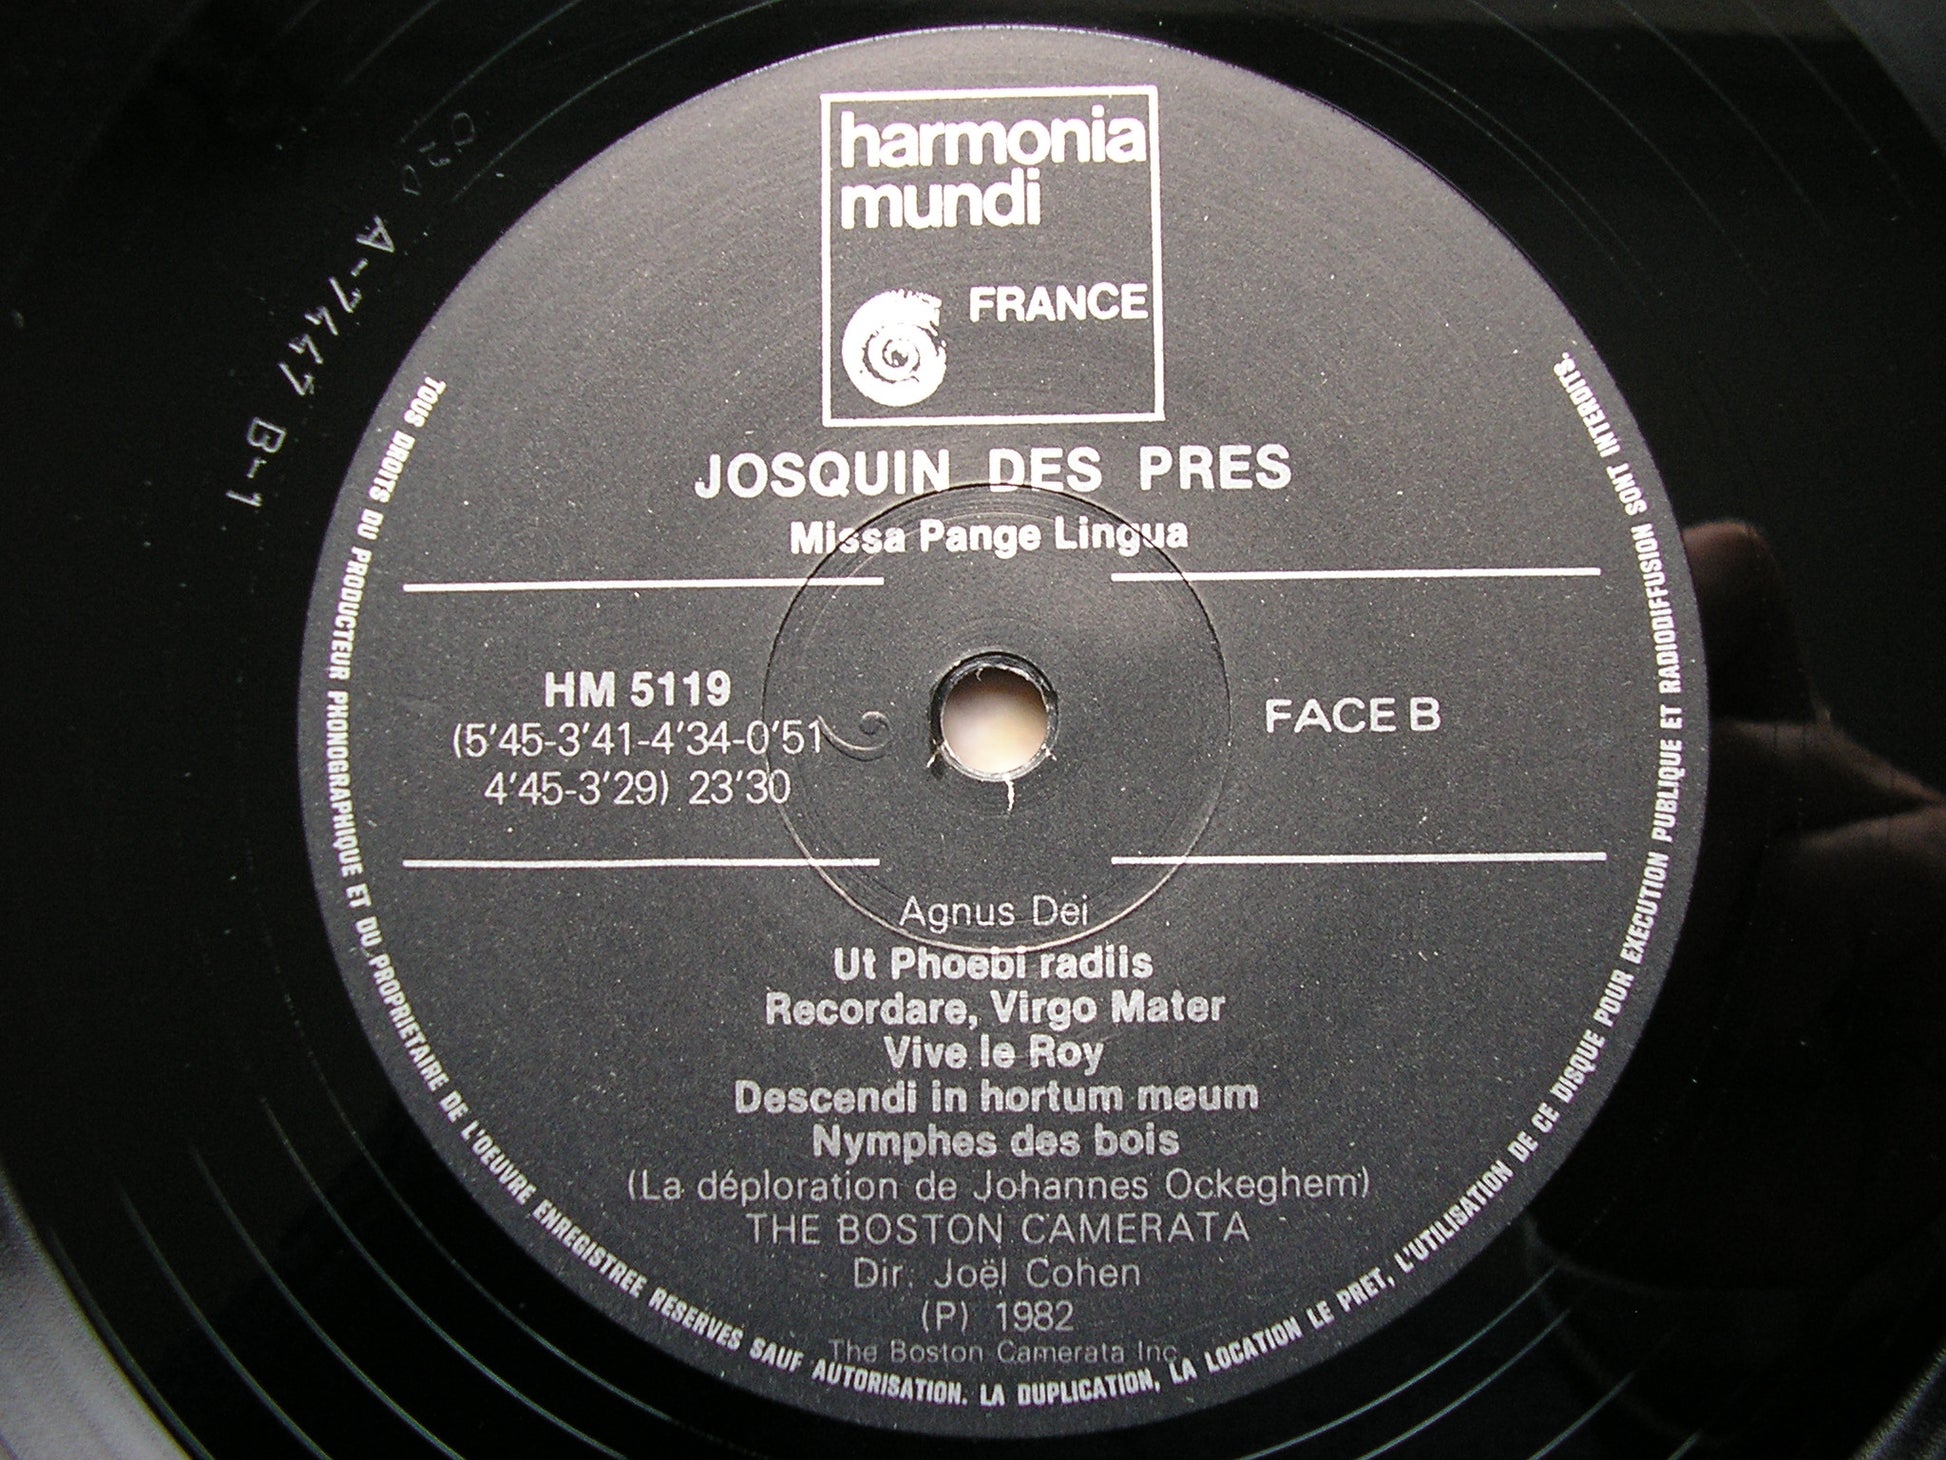 harmonia
mundi
FRANCE
JOSQUIN DES PRES
Missa Pange Lingua
HM 5119
(5'45-3'41-4'34-0'51
4'45-3'29) 23'30
FACE B
Agnus Dei
Ut Phoebi radiis
Recordare, Virgo Mater
Vive le Roy
Descendi in hortum meum
Nymphes des bois
(La déploration de Johannes Ockeghem)
THE BOSTON CAMERATA
Dir: Joël Cohen
(P) 1982
The Boston Camerata Inc.
TOUS DROITS DU PRODUCTEUR PHONOGRAPHIQUE ET DU PROPRIETAIRE DE L'OEUVRE ENREGISTREE RESERVES SAUF AUTORISATION. LA DUPLICATION, LA LOCATION LE PRET, L'UTILISATION DE CE DISQUE POUR EXECUTION PUBLIQUE ET RADIODIFFUSION SONT INTERDITS.
A-7447 B-1